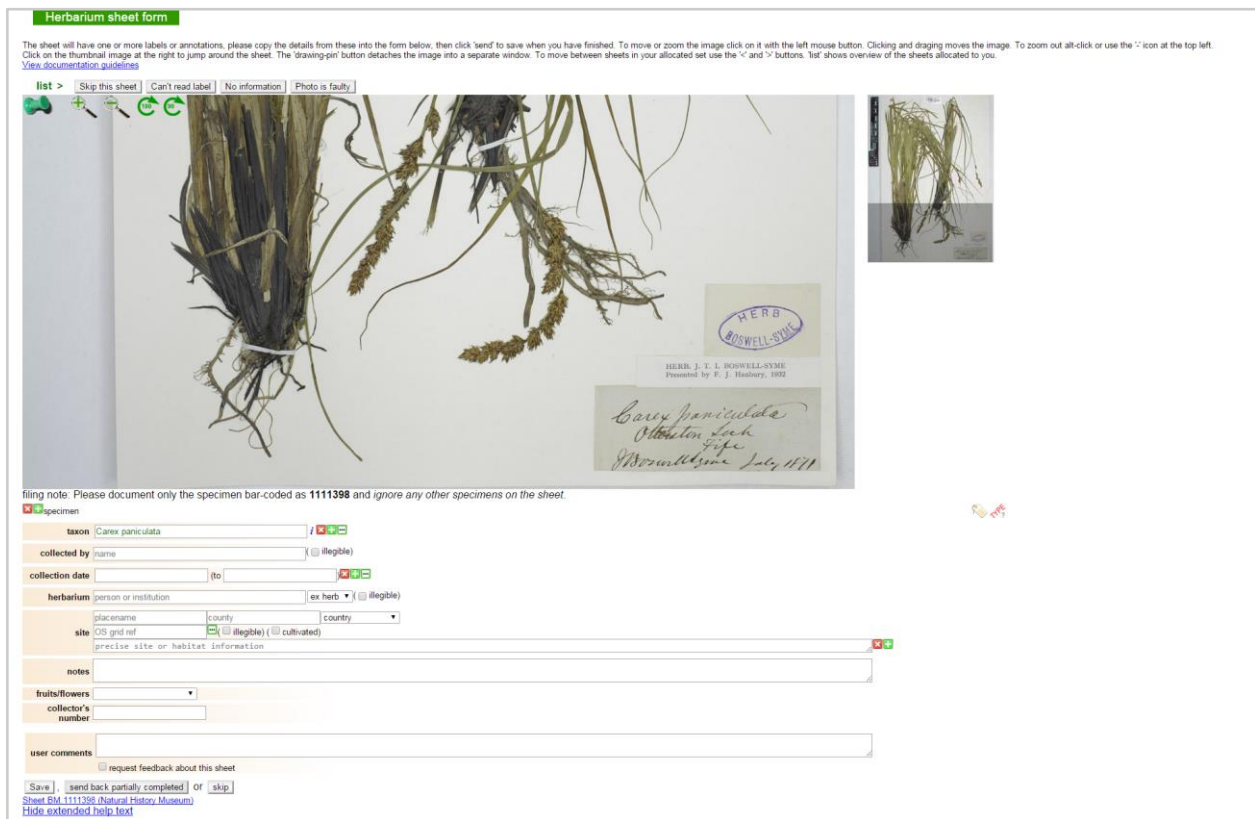 Herbarium sheet form
The sheet will have one or more labels or annotations, please copy the details from these into the form below, then click 'send' to save when you have finished. To move or zoom the image click on it with the left mouse button. Clicking and draging moves the image. To zoom out alt-click or use the '-' icon at the top left.
Click on the thumbnail image at the right to jump around the sheet. The 'drawing-pin' button detaches the image into a separate window. To move between sheets in your allocated set use the '<' and '>' buttons. 'list' shows overview of the sheets allocated to you.
View documentation guidelines
list > Skip this sheet Can't read label No information Photo is faulty
180 90
HERB
BOSWELL-SYME
HERB. J. T. I. BOSWELL-SYME
Presented by F. J. Hanbury, 1932
Carex paniculata
Otterston Loch
Fife
J Boswell Syme July 1871
filing note: Please document only the specimen bar-coded as 1111398 and ignore any other specimens on the sheet.
specimen
TYPE?
taxon Carex paniculata i
collected by name ( illegible)
collection date (to )
herbarium person or institution ex herb ( illegible)
placename county country
site OS grid ref ( illegible) ( cultivated)
precise site or habitat information
notes
fruits/flowers
collector's
number
user comments
request feedback about this sheet
Save , send back partially completed or skip
Sheet BM.1111398 (Natural History Museum)
Hide extended help text